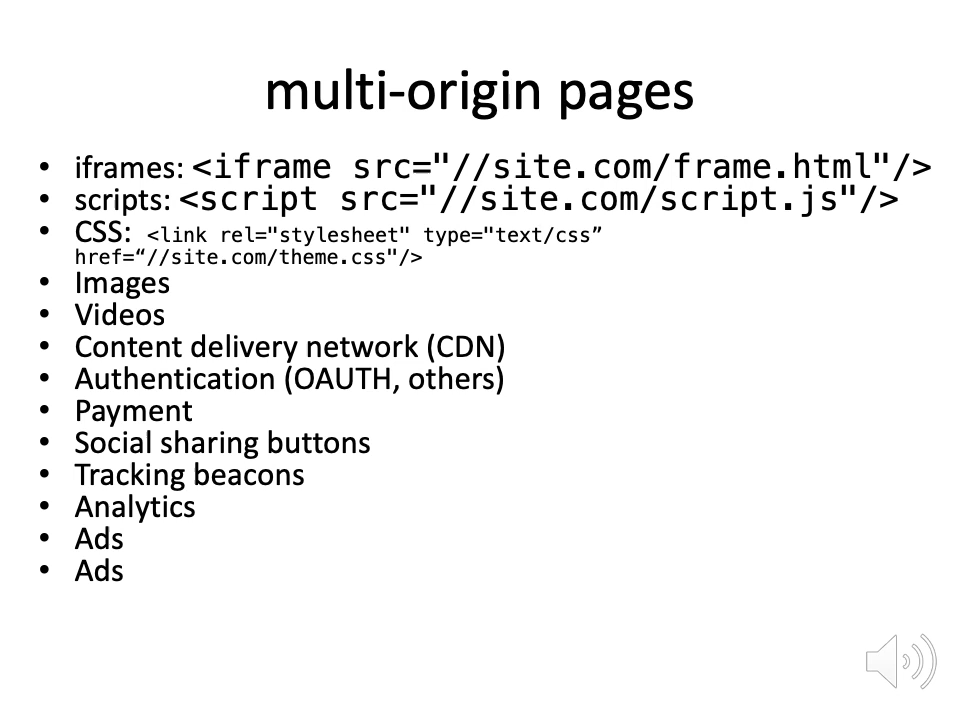 multi-origin pages
• iframes: <iframe src="//site.com/frame.html"/>
• scripts: <script src="//site.com/script.js"/>
• CSS: <link rel="stylesheet" type="text/css”
href=“//site.com/theme.css"/>
• Images
• Videos
• Content delivery network (CDN)
• Authentication (OAUTH, others)
• Payment
• Social sharing buttons
• Tracking beacons
• Analytics
• Ads
• Ads